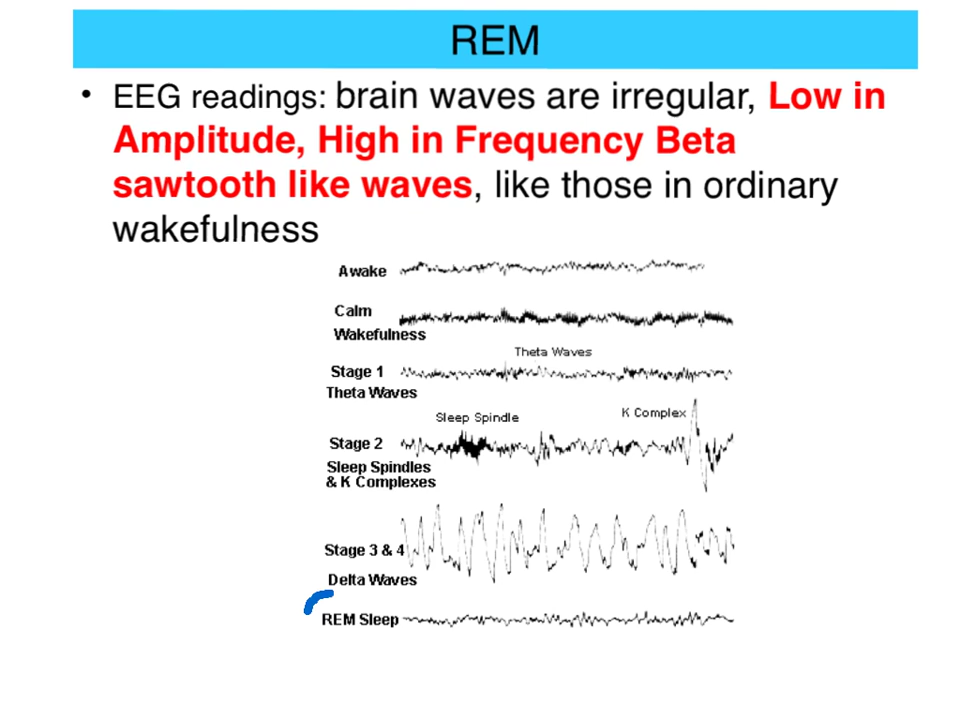 REM
• EEG readings: brain waves are irregular, Low in
Amplitude, High in Frequency Beta
sawtooth like waves, like those in ordinary
wakefulness
Awake
Calm
Wakefulness
Theta Waves
Stage 1
Theta Waves
Sleep Spindle
K Complex
Stage 2
Sleep Spindles
& K Complexes
Stage 3 & 4
Delta Waves
REM Sleep